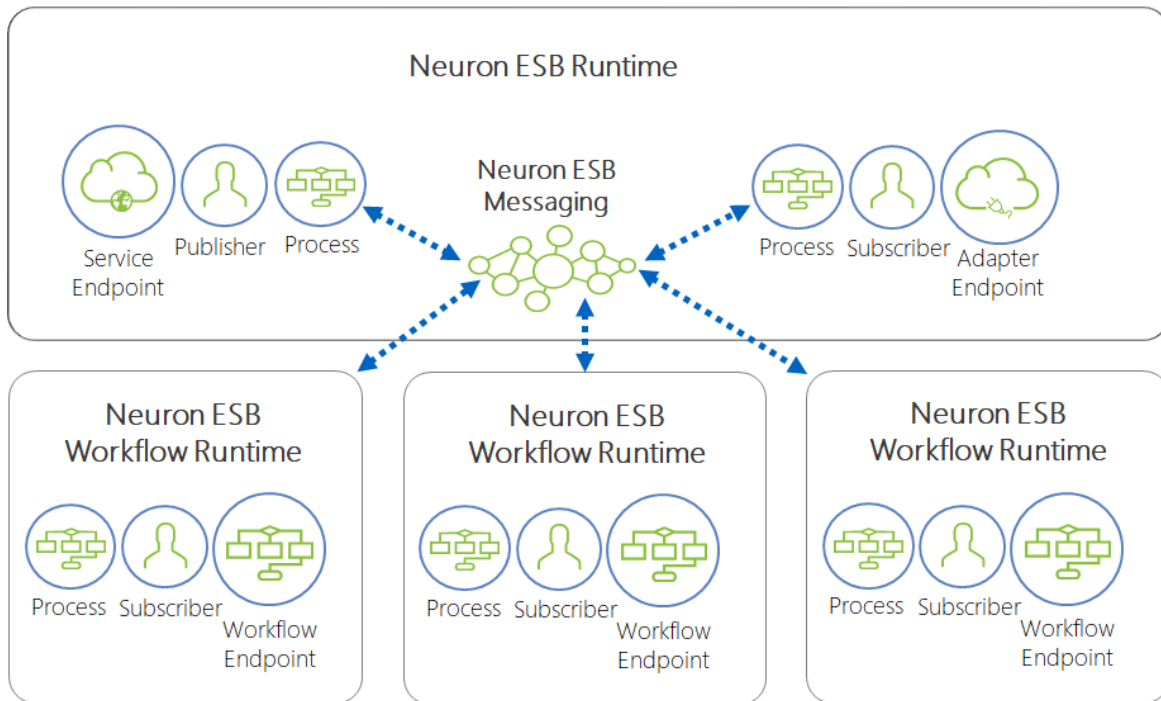 Neuron ESB Runtime
Neuron ESB
Messaging
Service
Endpoint
Publisher
Process
Process
Subscriber
Adapter
Endpoint
Neuron ESB
Workflow Runtime
Process
Subscriber
Workflow
Endpoint
Neuron ESB
Workflow Runtime
Process
Subscriber
Workflow
Endpoint
Neuron ESB
Workflow Runtime
Process
Subscriber
Workflow
Endpoint